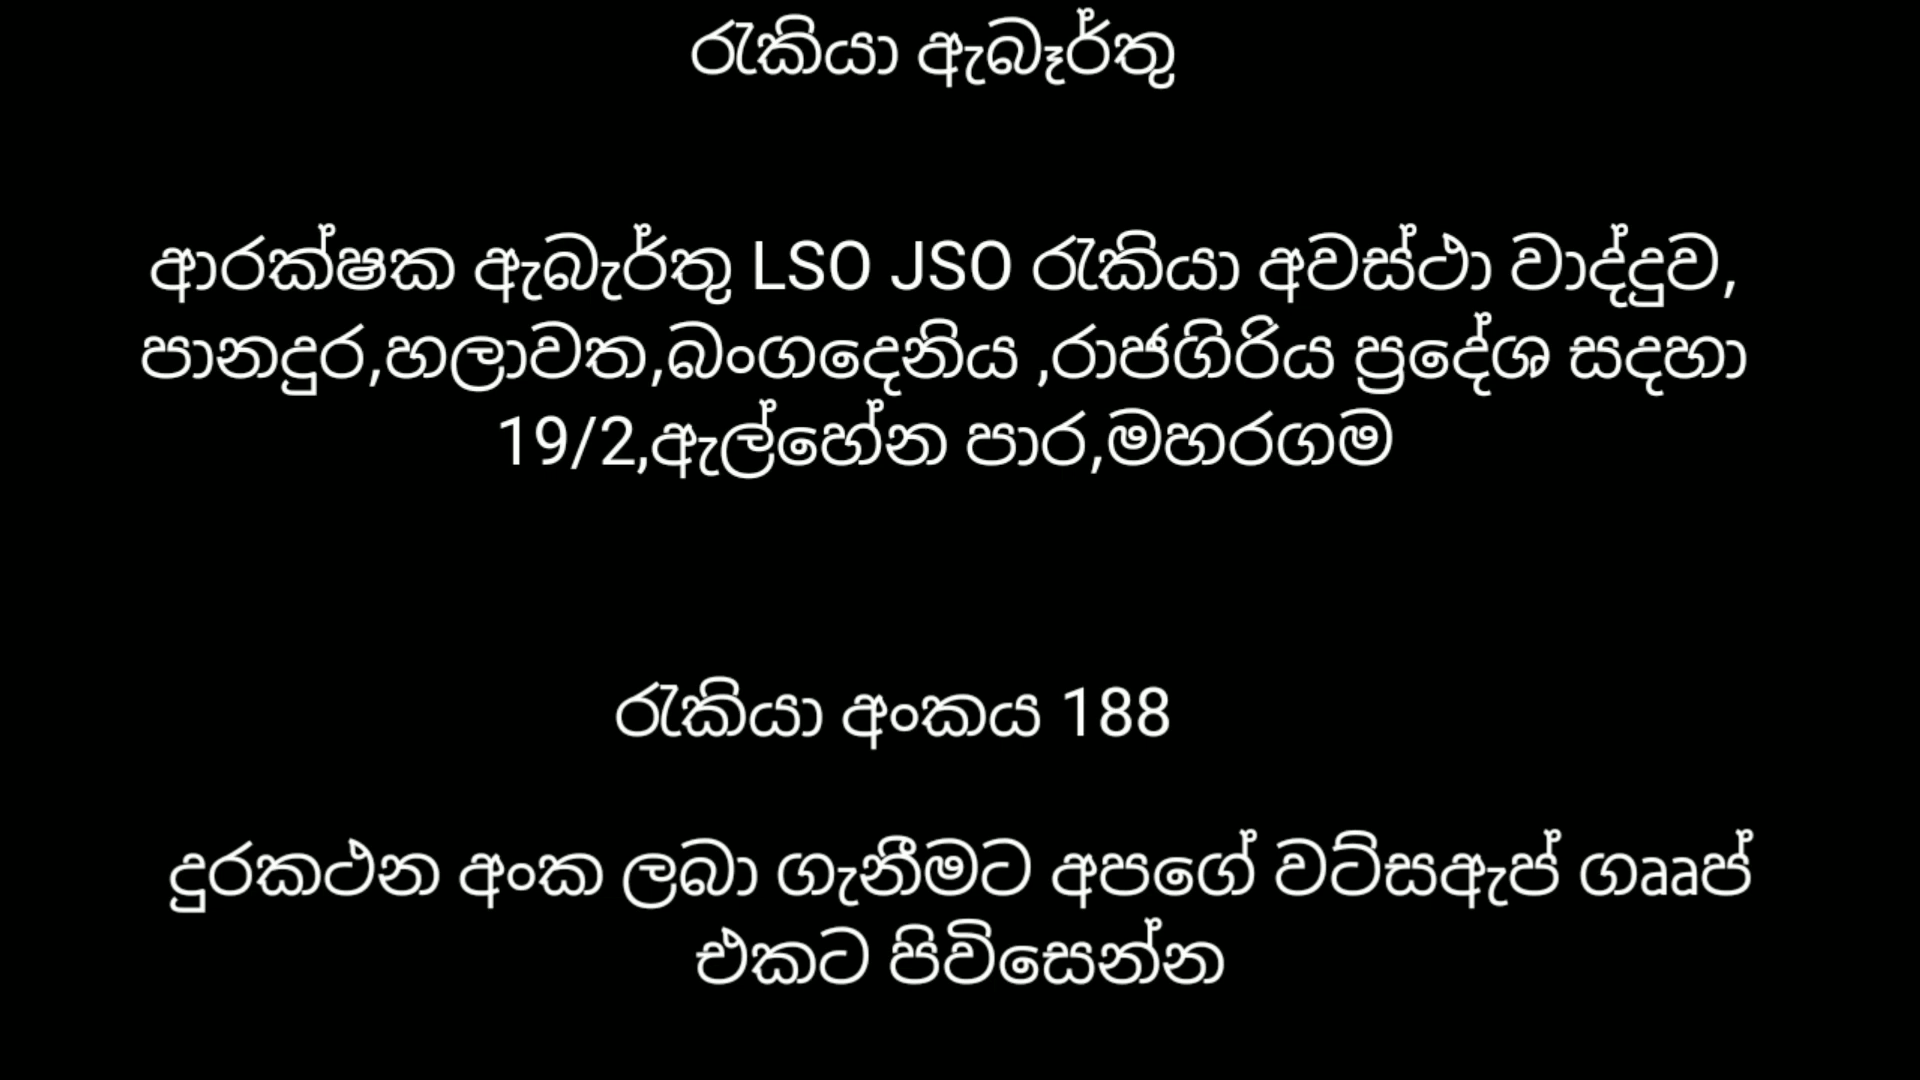 රැකියා ඇබෑර්තු
ආරක්ෂක ඇබැර්තු LSO JSO රැකියා අවස්ථා වාද්දුව,
පානදුර,හලාවත,බංගදෙනිය ,රාජගිරිය ප්‍රදේශ සදහා
19/2,ඇල්හේන පාර,මහරගම
රැකියා අංකය 188
දුරකථන අංක ලබා ගැනීමට අපගේ වට්සඇප් ගෲප්
එකට පිවිසෙන්න